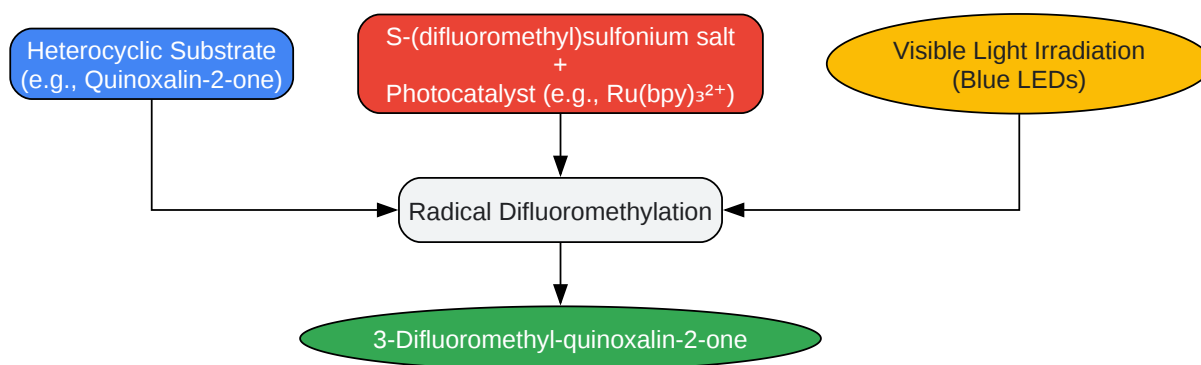 Heterocyclic Substrate
(e.g., Quinoxalin-2-one)
S-(difluoromethyl)sulfonium salt
+
Photocatalyst (e.g., Ru(bpy)₃²⁺)
Visible Light Irradiation
(Blue LEDs)
Radical Difluoromethylation
3-Difluoromethyl-quinoxalin-2-one